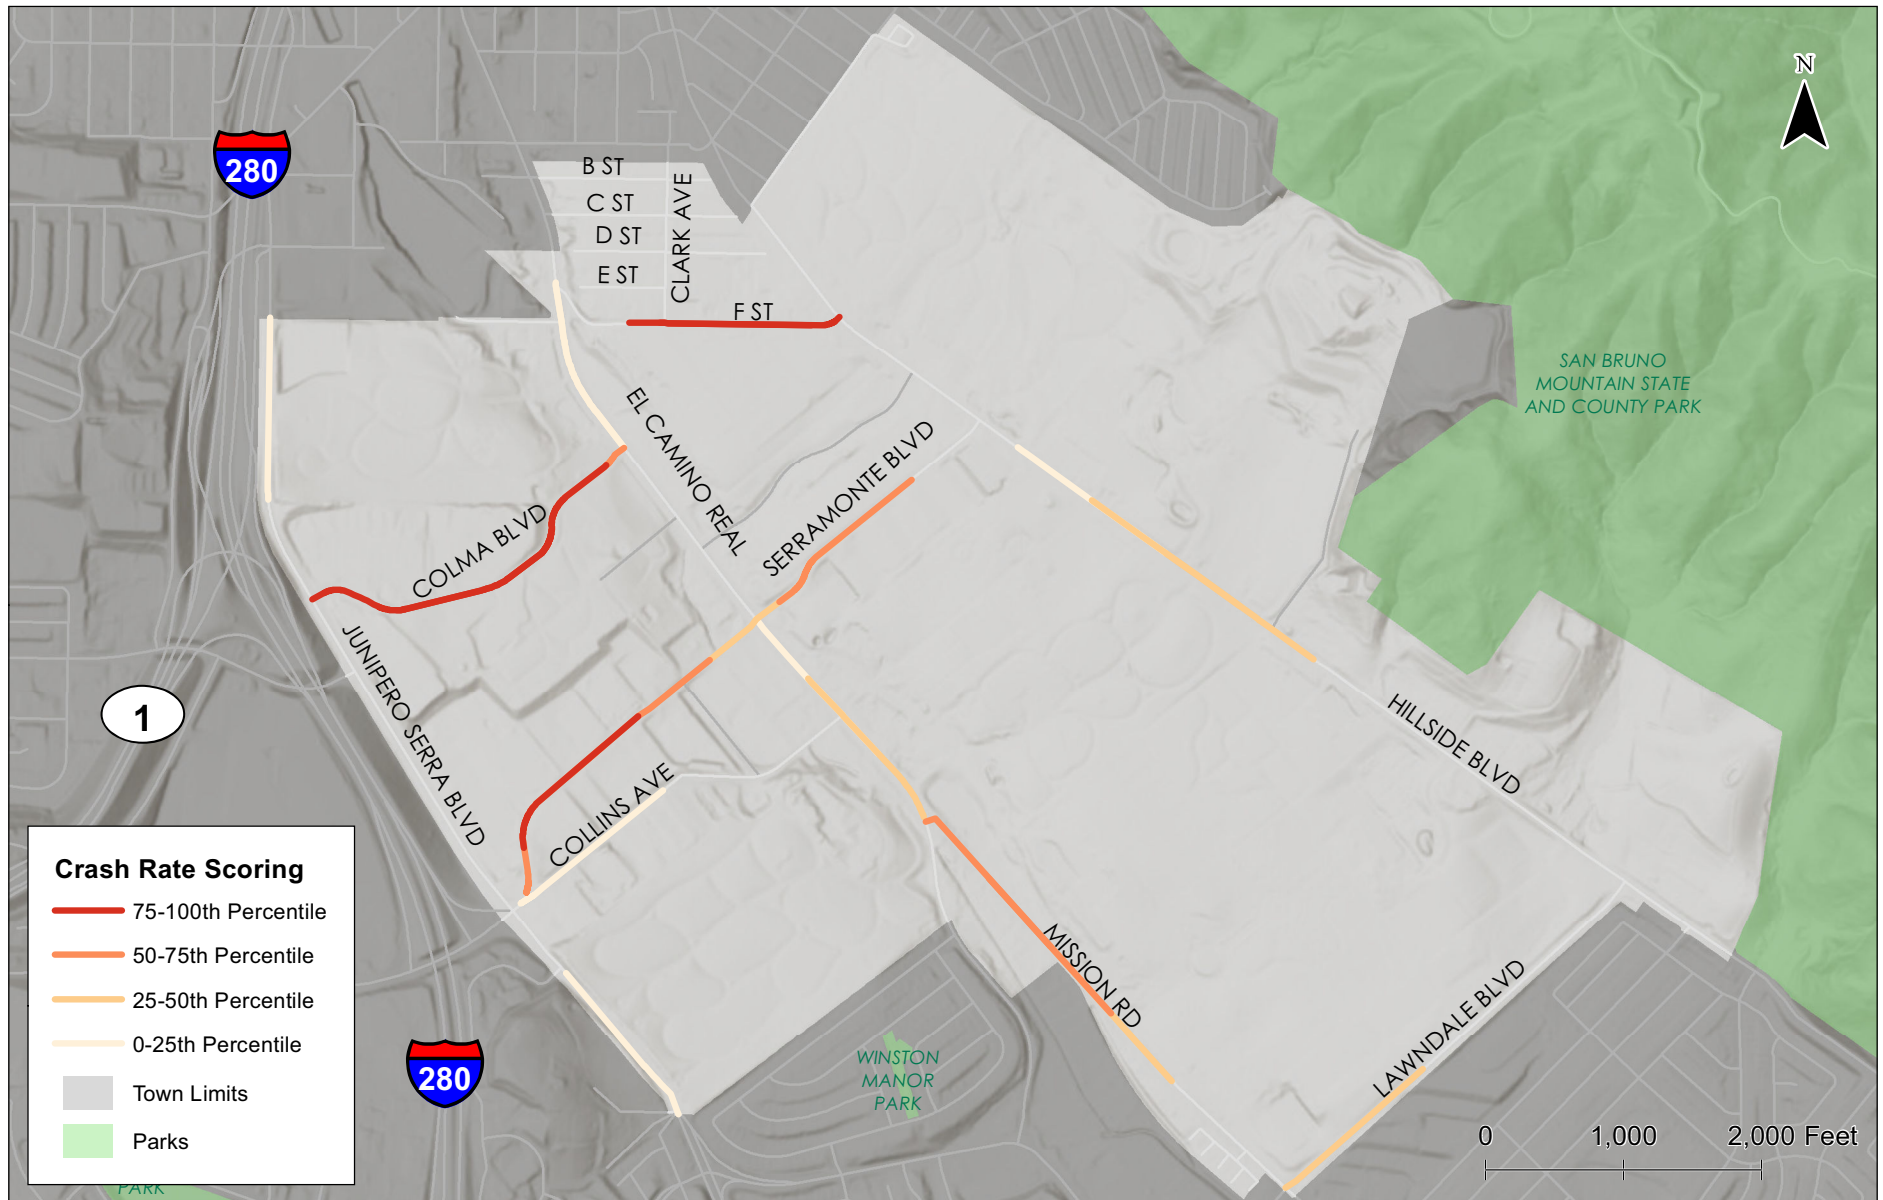 N
280
B ST
C ST
D ST
E ST
CLARK AVE
F ST
SAN BRUNO
MOUNTAIN STATE
AND COUNTY PARK
EL CAMINO REAL
SERRAMONTE BLVD
COLMA BLVD
JUNIPERO SERRA BLVD
1
HILLSIDE BLVD
COLLINS AVE
MISSION RD
LAWNDALE BLVD
WINSTON
MANOR
PARK
280
Crash Rate Scoring
75-100th Percentile
50-75th Percentile
25-50th Percentile
0-25th Percentile
Town Limits
Parks
PARK
0 1,000 2,000 Feet